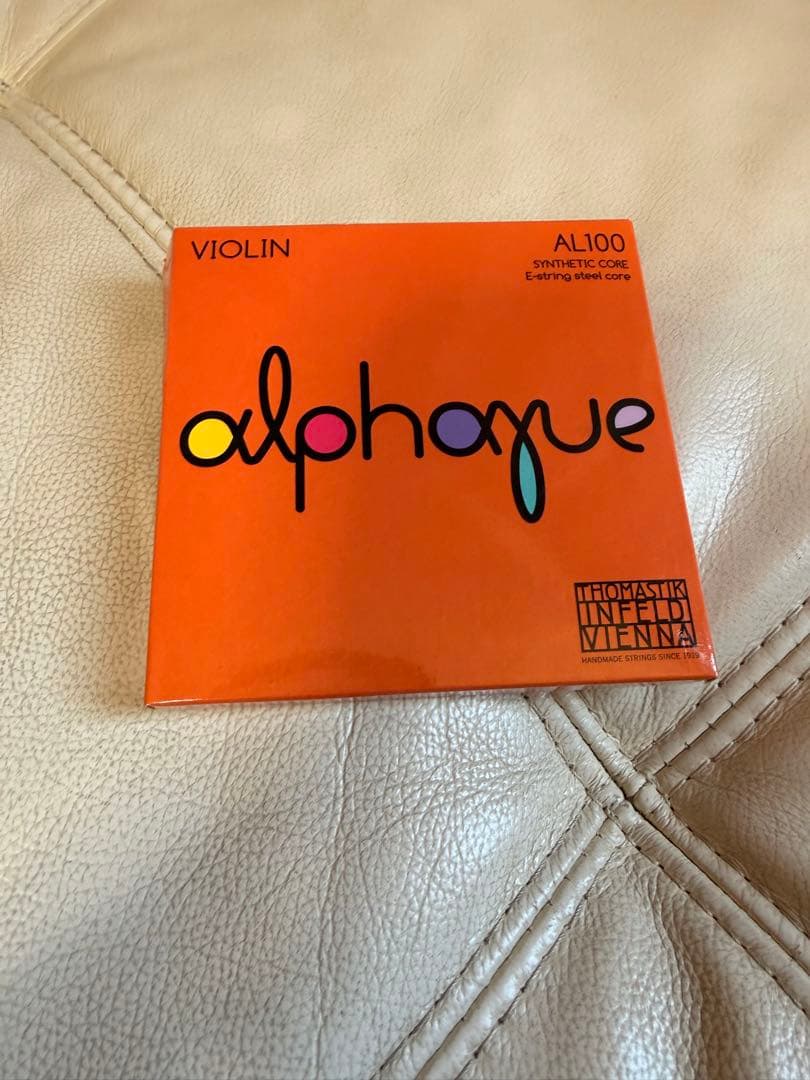 VIOLIN
AL100
SYNTHETIC CORE
E-string steel core
alphayue
THOMASTIK
INFELD
VIENNA
HANDMADE STRINGS SINCE 1919